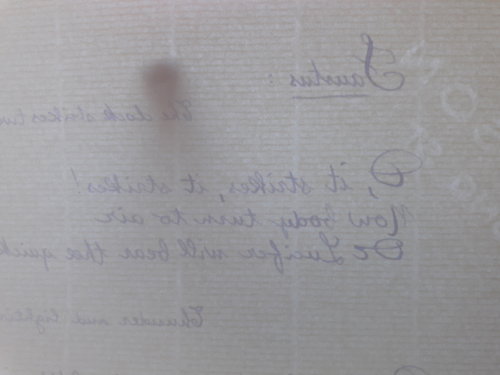 Faustus:
The clock strikes
O, it strikes, it strikes!
Now body turn to air
Or Lucifer will bear thee quick
Thunder and